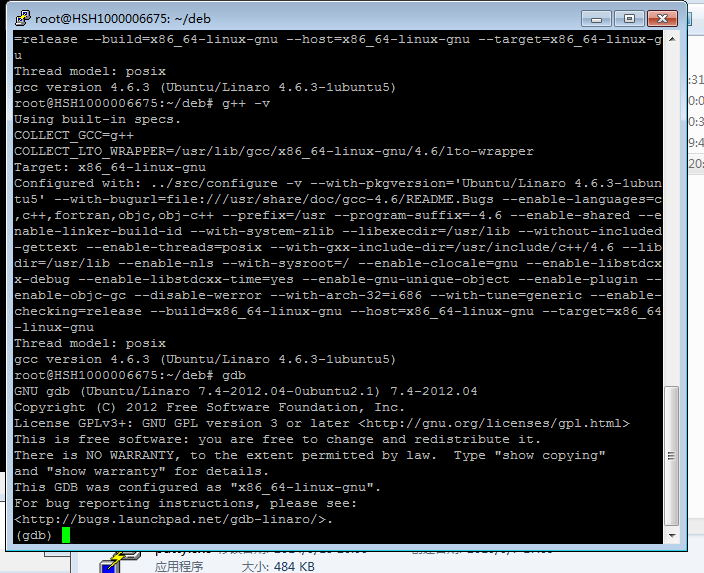 root@HSH1000006675: ~/deb
=release --build=x86_64-linux-gnu --host=x86_64-linux-gnu --target=x86_64-linux-g
u
Thread model: posix
gcc version 4.6.3 (Ubuntu/Linaro 4.6.3-1ubuntu5)
root@HSH1000006675:~/deb# g++ -v
Using built-in specs.
COLLECT_GCC=g++
COLLECT_LTO_WRAPPER=/usr/lib/gcc/x86_64-linux-gnu/4.6/lto-wrapper
Target: x86_64-linux-gnu
Configured with: ../src/configure -v --with-pkgversion='Ubuntu/Linaro 4.6.3-1ubun
tu5' --with-bugurl=file:///usr/share/doc/gcc-4.6/README.Bugs --enable-languages=c
,c++,fortran,objc,obj-c++ --prefix=/usr --program-suffix=-4.6 --enable-shared --e
nable-linker-build-id --with-system-zlib --libexecdir=/usr/lib --without-included
-gettext --enable-threads=posix --with-gxx-include-dir=/usr/include/c++/4.6 --lib
dir=/usr/lib --enable-nls --with-sysroot=/ --enable-clocale=gnu --enable-libstdcx
x-debug --enable-libstdcxx-time=yes --enable-gnu-unique-object --enable-plugin --
enable-objc-gc --disable-werror --with-arch-32=i686 --with-tune=generic --enable-
checking=release --build=x86_64-linux-gnu --host=x86_64-linux-gnu --target=x86_64
-linux-gnu
Thread model: posix
gcc version 4.6.3 (Ubuntu/Linaro 4.6.3-1ubuntu5)
root@HSH1000006675:~/deb# gdb
GNU gdb (Ubuntu/Linaro 7.4-2012.04-0ubuntu2.1) 7.4-2012.04
Copyright (C) 2012 Free Software Foundation, Inc.
License GPLv3+: GNU GPL version 3 or later <http://gnu.org/licenses/gpl.html>
This is free software: you are free to change and redistribute it.
There is NO WARRANTY, to the extent permitted by law.  Type "show copying"
and "show warranty" for details.
This GDB was configured as "x86_64-linux-gnu".
For bug reporting instructions, please see:
<http://bugs.launchpad.net/gdb-linaro/>.
(gdb)
应用程序 大小: 484 KB